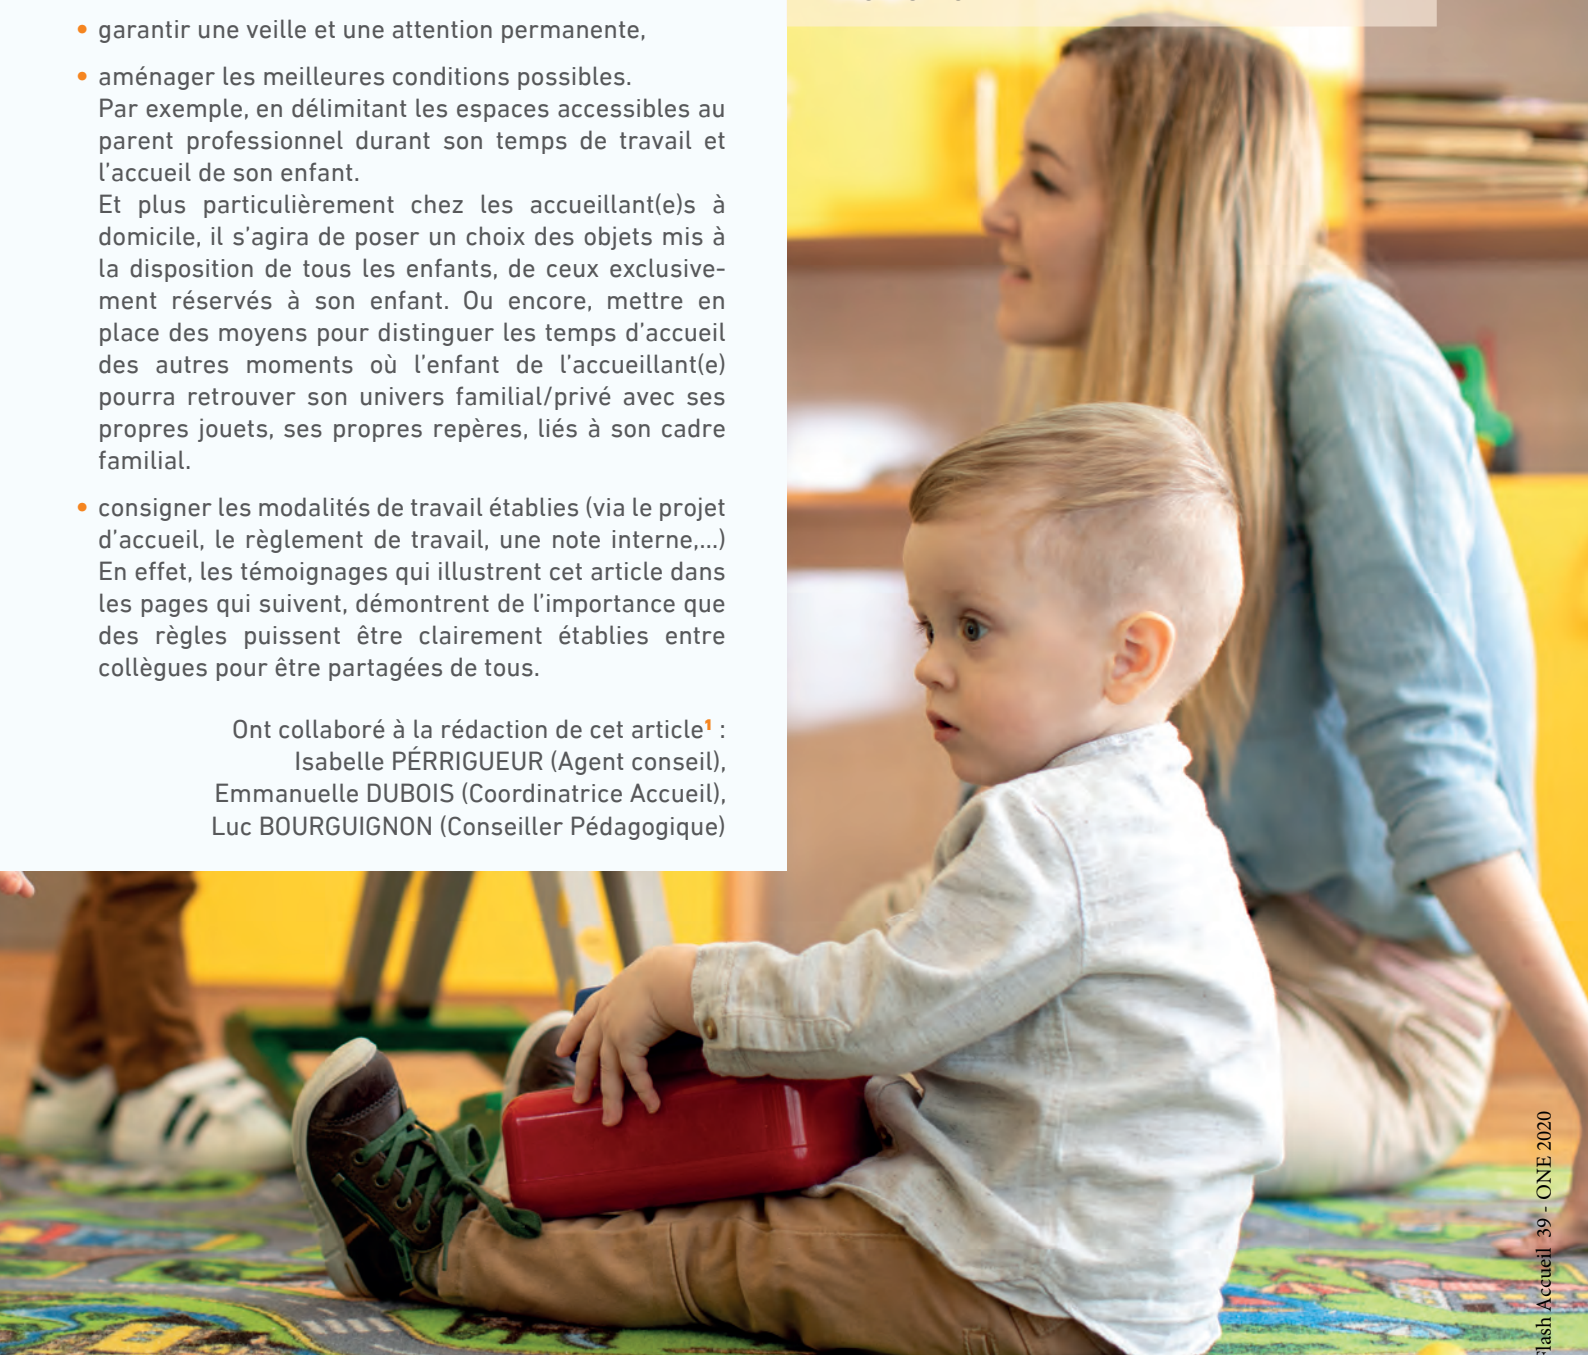 • garantir une veille et une attention permanente,
• aménager les meilleures conditions possibles.
Par exemple, en délimitant les espaces accessibles au
parent professionnel durant son temps de travail et
l’accueil de son enfant.
Et plus particulièrement chez les accueillant(e)s à
domicile, il s’agira de poser un choix des objets mis à
la disposition de tous les enfants, de ceux exclusive-
ment réservés à son enfant. Ou encore, mettre en
place des moyens pour distinguer les temps d’accueil
des autres moments où l’enfant de l’accueillant(e)
pourra retrouver son univers familial/privé avec ses
propres jouets, ses propres repères, liés à son cadre
familial.
• consigner les modalités de travail établies (via le projet
d’accueil, le règlement de travail, une note interne,...)
En effet, les témoignages qui illustrent cet article dans
les pages qui suivent, démontrent de l’importance que
des règles puissent être clairement établies entre
collègues pour être partagées de tous.
Ont collaboré à la rédaction de cet article¹ :
Isabelle PÉRRIGUEUR (Agent conseil),
Emmanuelle DUBOIS (Coordinatrice Accueil),
Luc BOURGUIGNON (Conseiller Pédagogique)
Flash Accueil 39 - ONE 2020